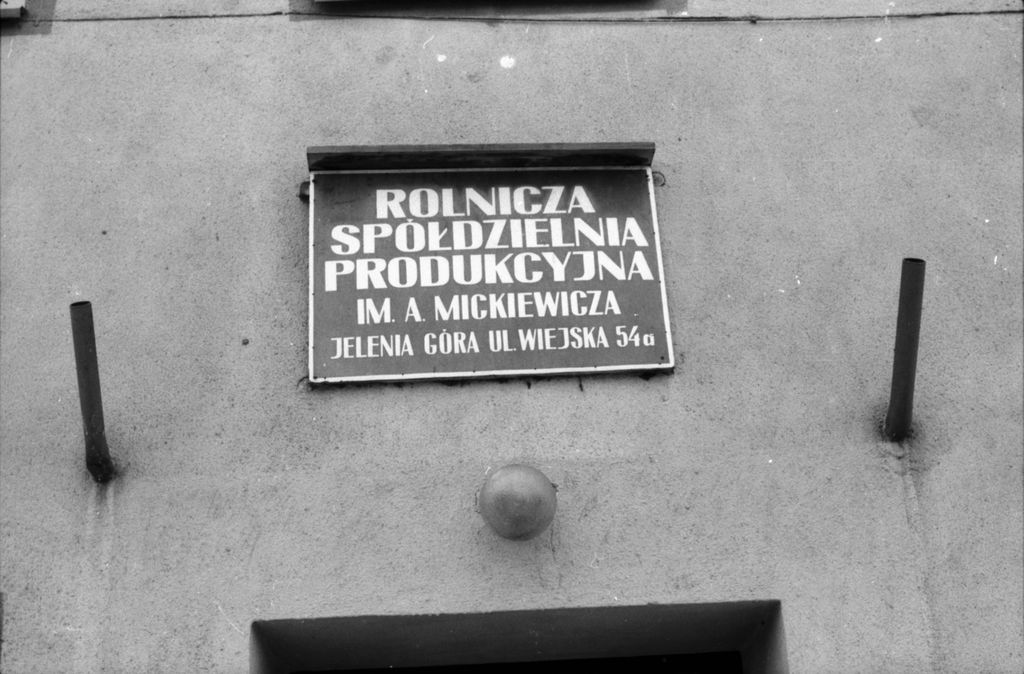 ROLNICZA
SPÓŁDZIELNIA
PRODUKCYJNA
IM. A. MICKIEWICZA
JELENIA GÓRA UL. WIEJSKA 54a